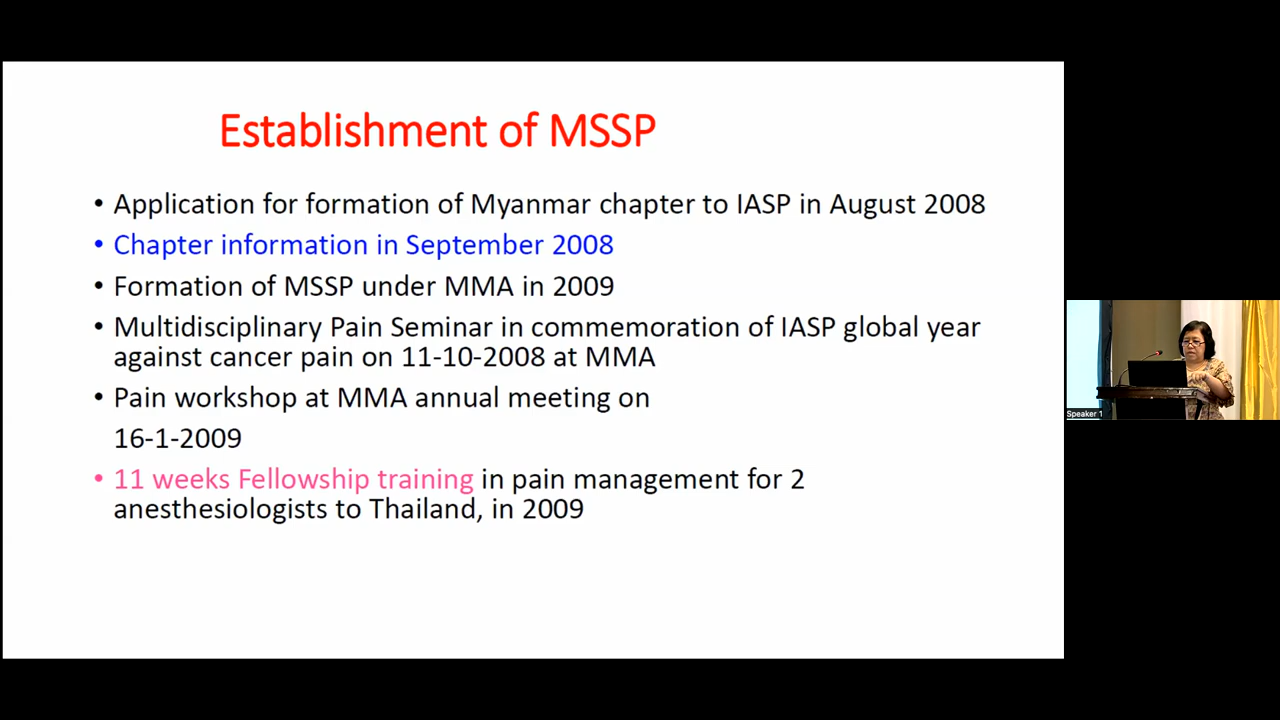 Establishment of MSSP
• Application for formation of Myanmar chapter to IASP in August 2008
• Chapter information in September 2008
• Formation of MSSP under MMA in 2009
• Multidisciplinary Pain Seminar in commemoration of IASP global year
against cancer pain on 11-10-2008 at MMA
• Pain workshop at MMA annual meeting on
16-1-2009
• 11 weeks Fellowship training in pain management for 2
anesthesiologists to Thailand, in 2009
Speaker 1